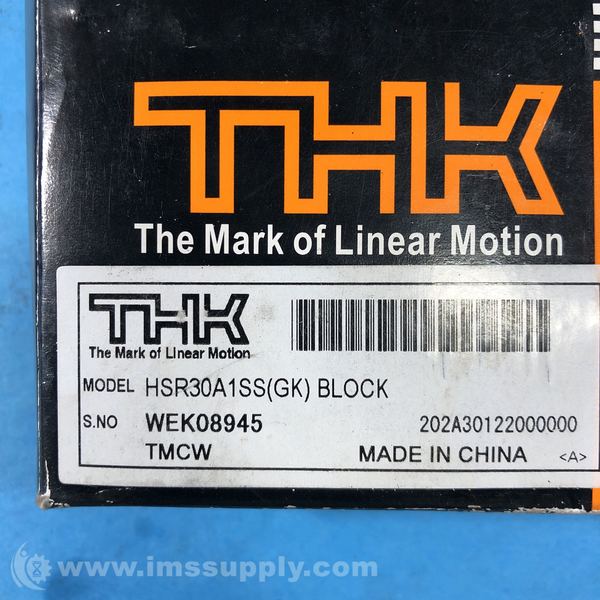 THK
The Mark of Linear Motion
THK
The Mark of Linear Motion
MODEL HSR30A1SS(GK) BLOCK
S.NO WEK08945 202A30122000000
TMCW MADE IN CHINA <A>
www.imssupply.com